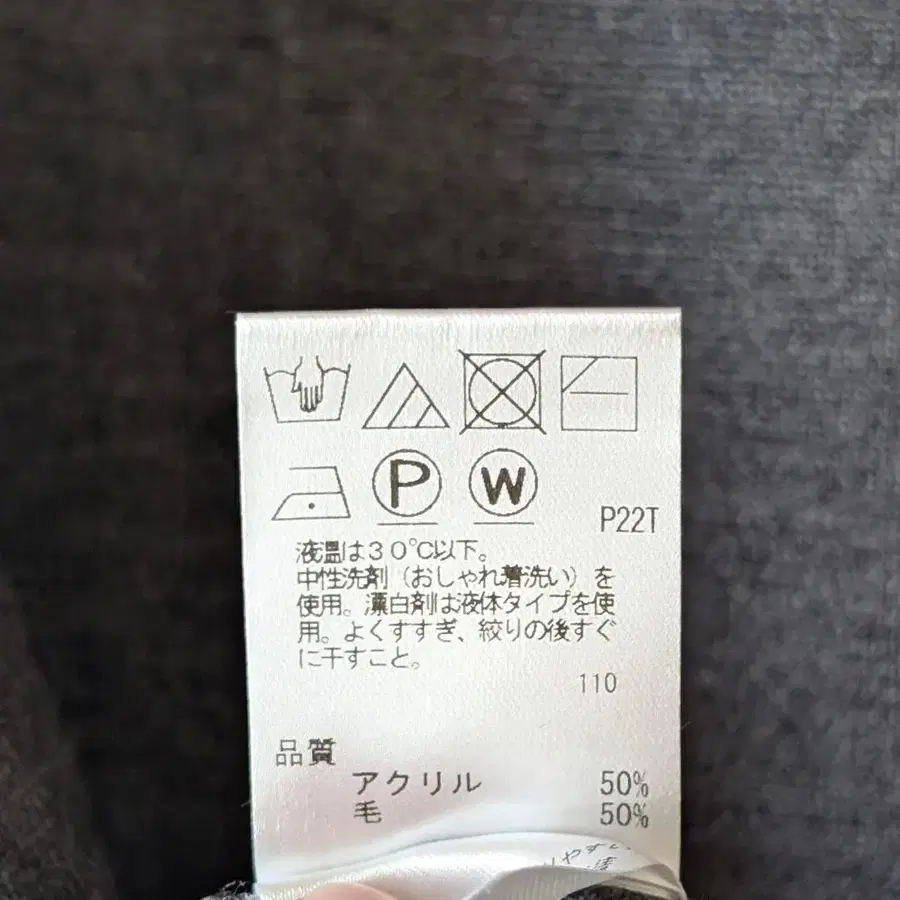 P W
P22T
液温は30℃以下。
中性洗剤（おしゃれ着洗い）を
使用。漂白剤は液体タイプを使
用。よくすすぎ、絞りの後すぐ
に干すこと。
110
品質
アクリル 50%
毛 50%